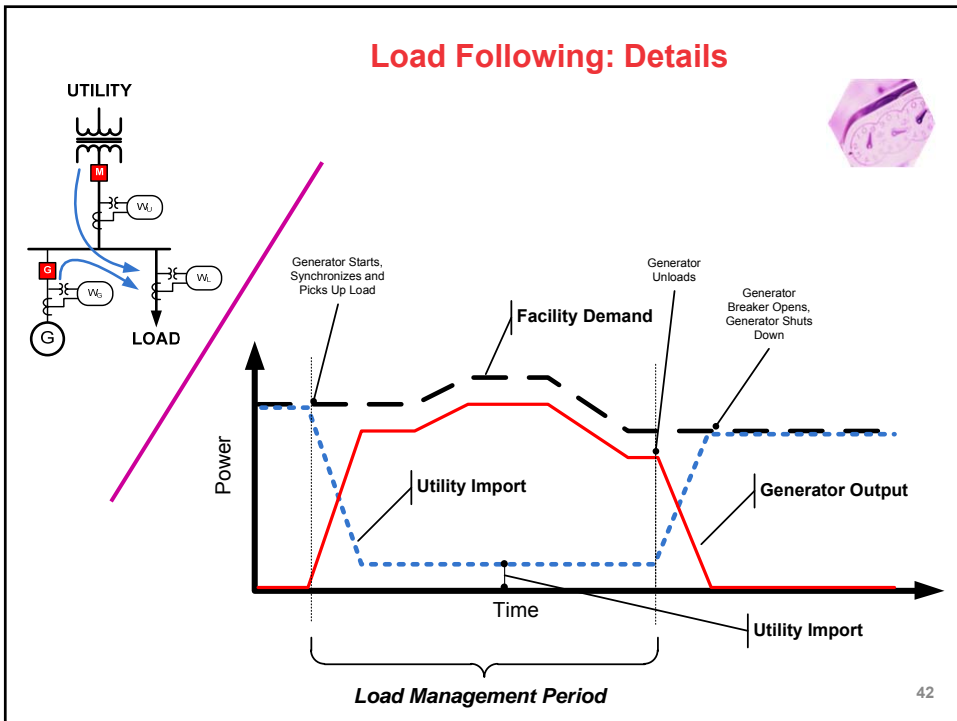 Load Following: Details
UTILITY
M
WU
G
WG
WL
G
LOAD
Generator Starts,
Synchronizes and
Picks Up Load
Generator
Unloads
Generator
Breaker Opens,
Generator Shuts
Down
Facility Demand
Power
Utility Import
Generator Output
Time
Utility Import
Load Management Period
42